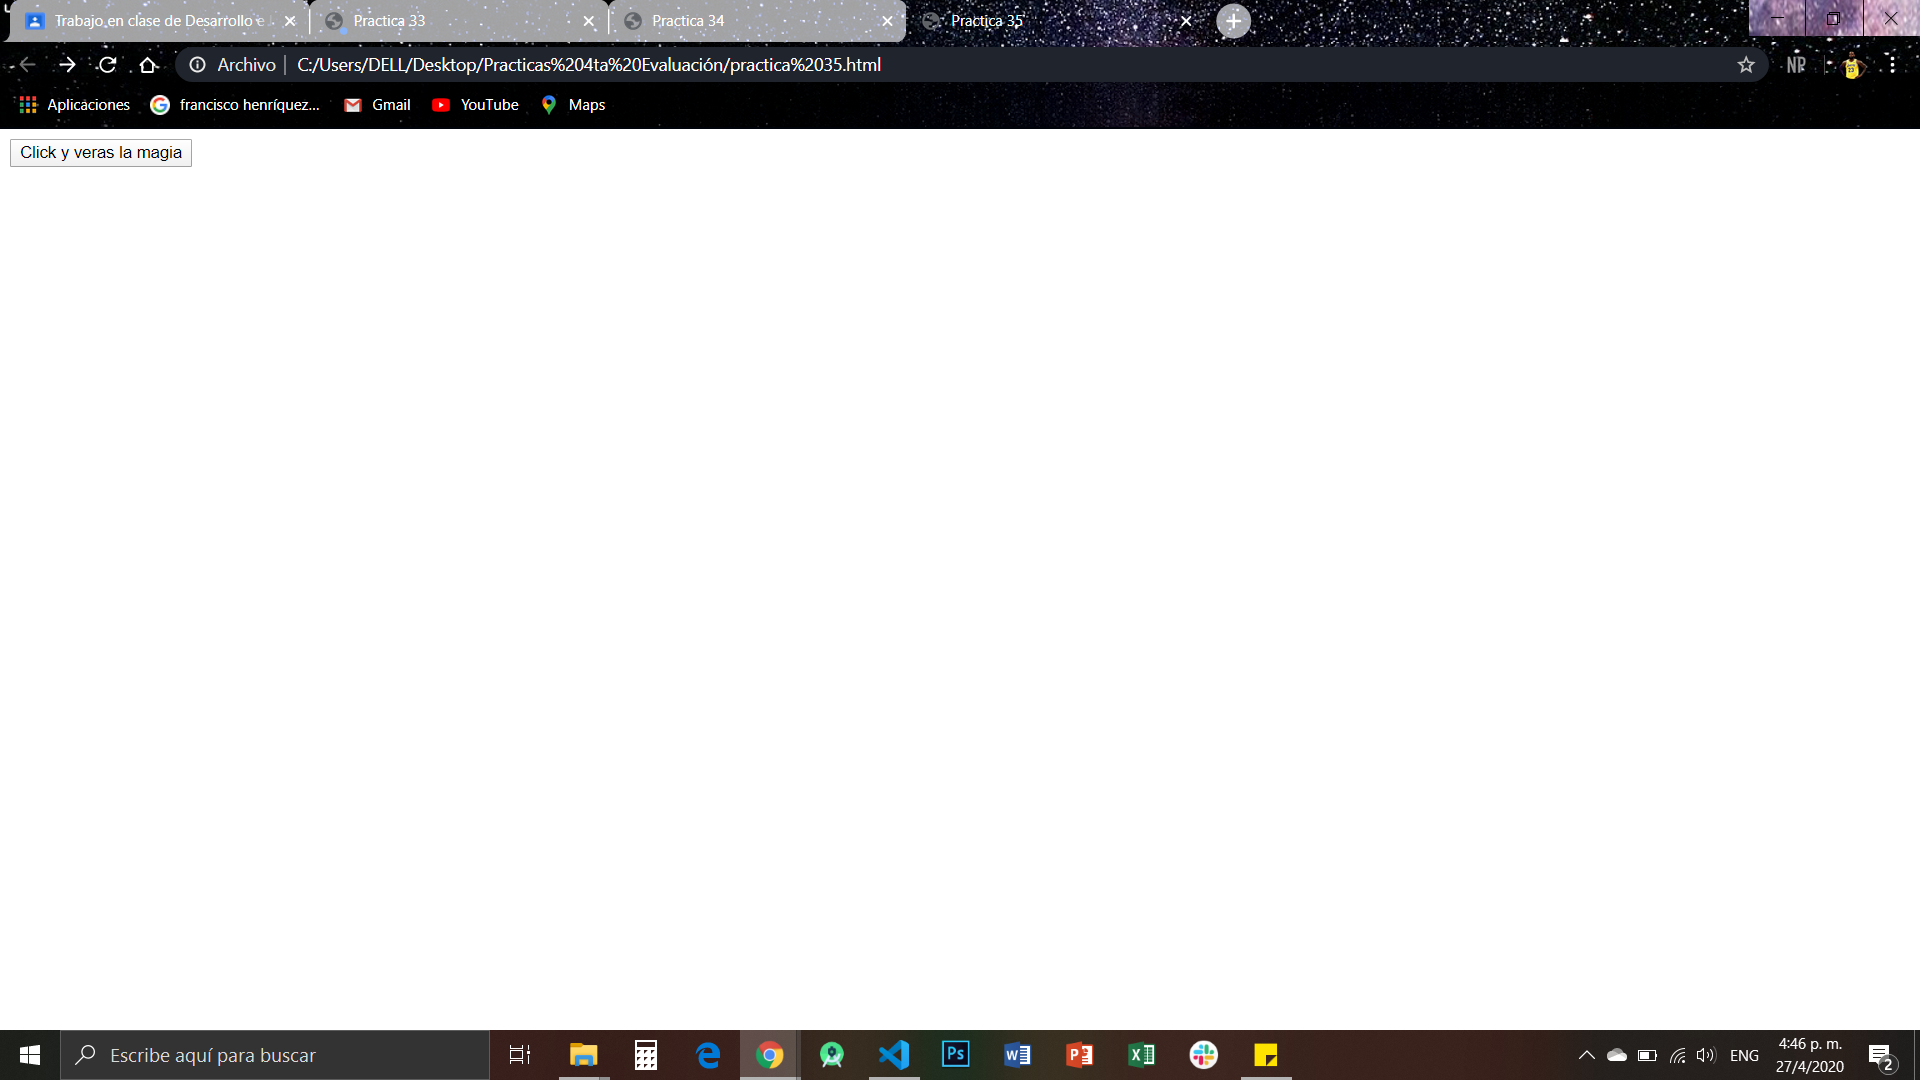 Trabajo en clase de Desarrollo e
Practica 33
Practica 34
Practica 35
Archivo
C:/Users/DELL/Desktop/Practicas%204ta%20Evaluación/practica%2035.html
NP
Aplicaciones
francisco henríquez...
Gmail
YouTube
Maps
Click y veras la magia
Escribe aquí para buscar
Ps
ENG
4:46 p. m.
27/4/2020
2